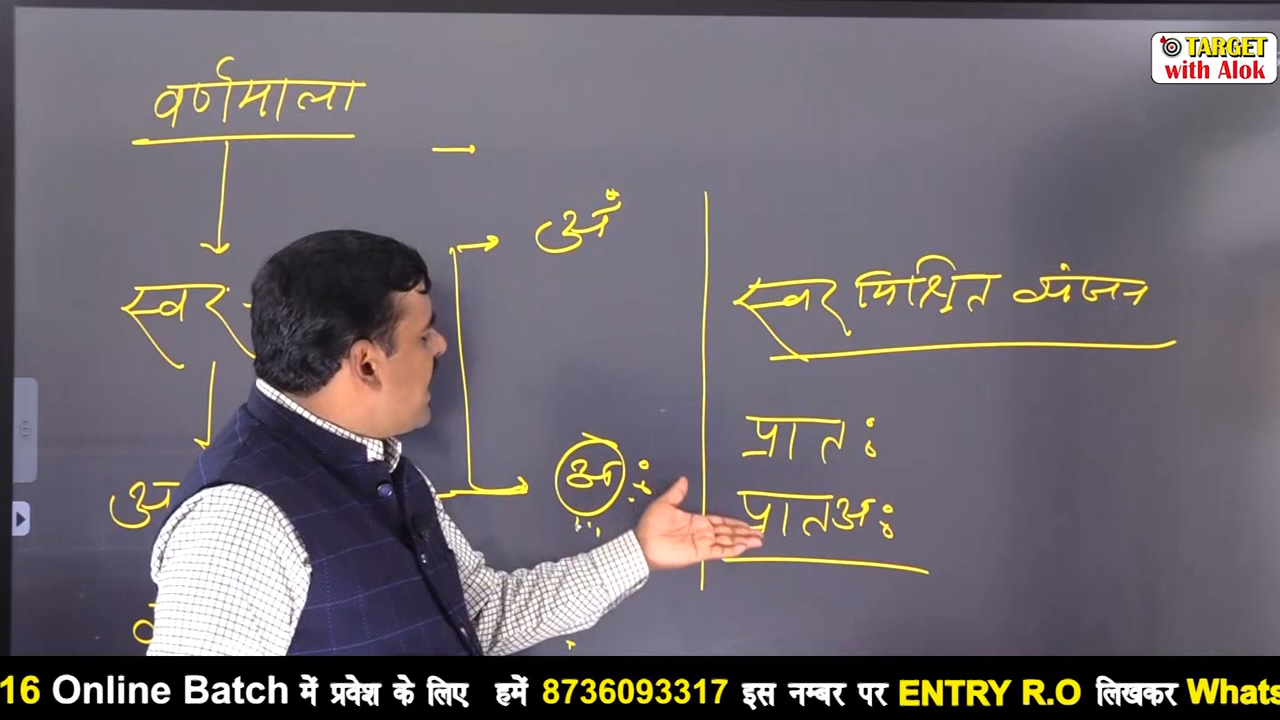 TARGET
with Alok
वर्णमाला
अं
स्वर
स्वर मिश्रित व्यंजन
प्रातः
अः
अ
प्रातअः
16 Online Batch में प्रवेश के लिए हमें 8736093317 इस नम्बर पर ENTRY R.O लिखकर Whats